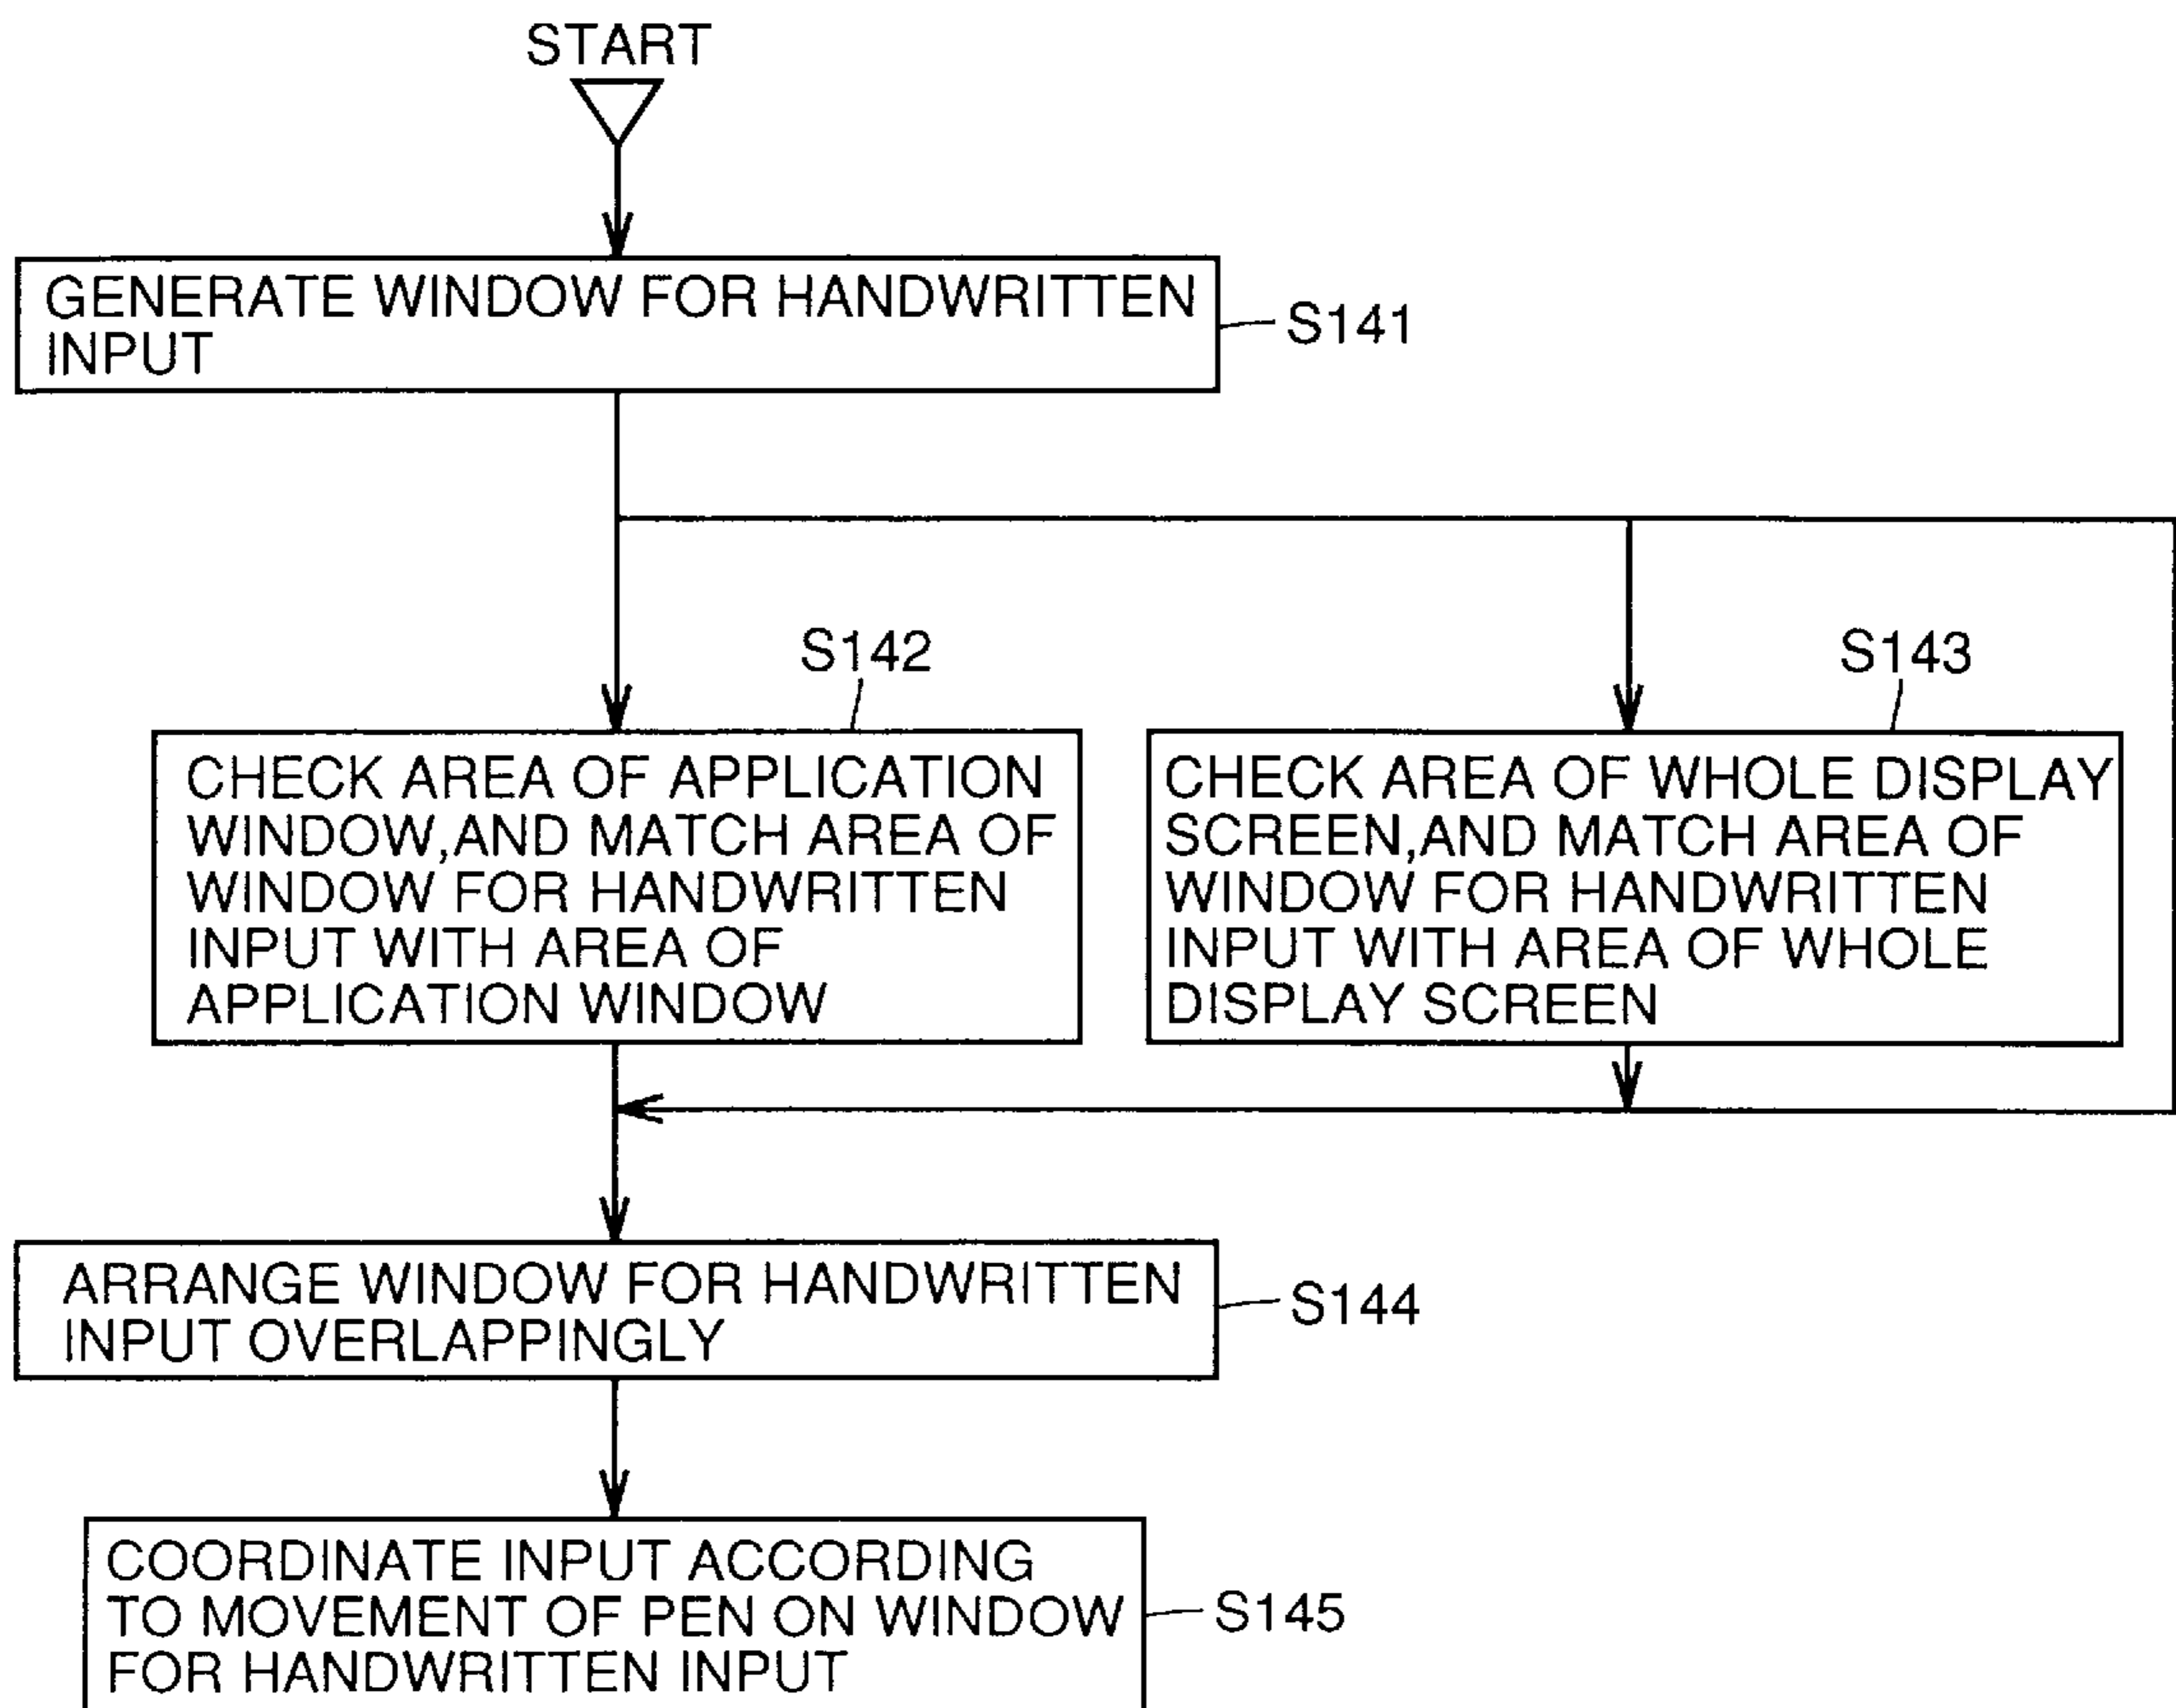 START
GENERATE WINDOW FOR HANDWRITTEN
INPUT
S141
S142
CHECK AREA OF APPLICATION
WINDOW,AND MATCH AREA OF
WINDOW FOR HANDWRITTEN
INPUT WITH AREA OF
APPLICATION WINDOW
S143
CHECK AREA OF WHOLE DISPLAY
SCREEN,AND MATCH AREA OF
WINDOW FOR HANDWRITTEN
INPUT WITH AREA OF WHOLE
DISPLAY SCREEN
ARRANGE WINDOW FOR HANDWRITTEN
INPUT OVERLAPPINGLY
S144
COORDINATE INPUT ACCORDING
TO MOVEMENT OF PEN ON WINDOW
FOR HANDWRITTEN INPUT
S145